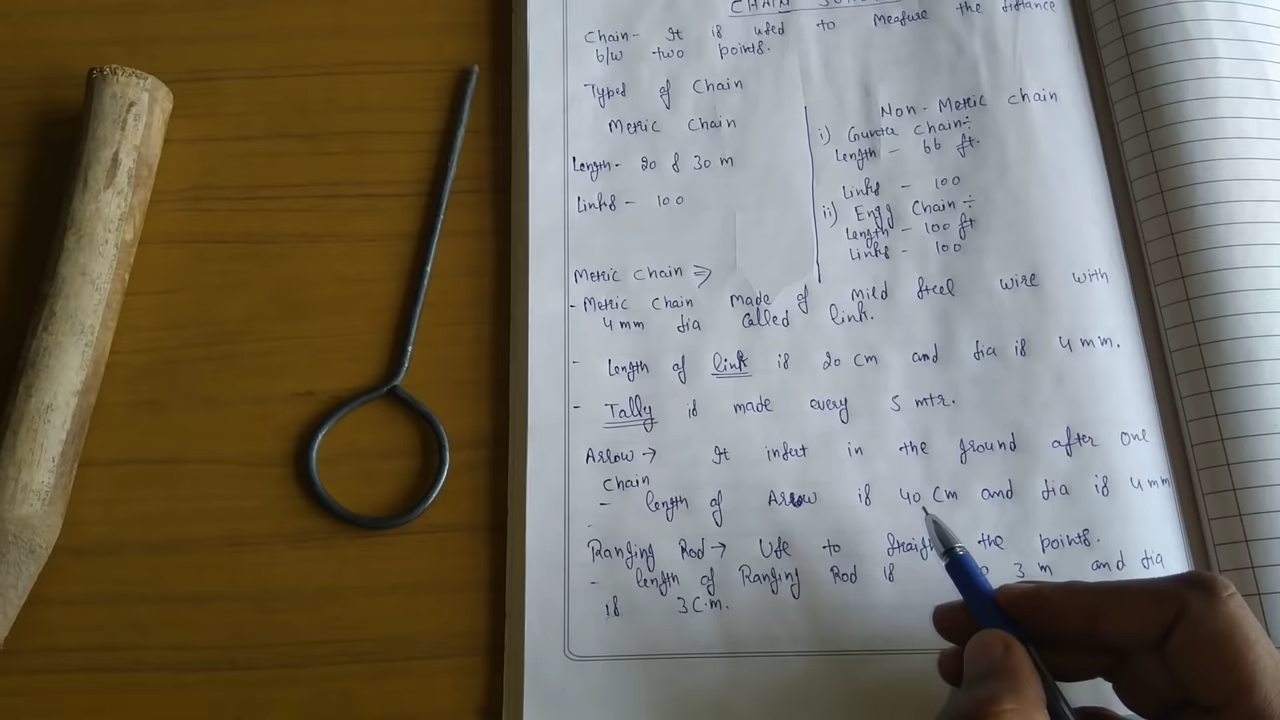 CHAIN
Chain- It is used to Measure the distance
b/w two points.
Types of Chain
Metric Chain
Length- 20 & 30 m
Links - 100
Non-Metric chain
i) Gunta Chain÷
Length - 66 ft.
Links - 100
ii) Engg Chain÷
Length - 100 ft
Links - 100
Metric Chain ⇒
- Metric Chain made of Mild steel wire with
4 mm dia called link.
- Length of link is 20 cm and dia is 4 mm.
- Tally is made every 5 mtr.
Arrow → It insert in the ground after one
chain
- length of Arrow is 40 Cm and dia is 4 mm
Ranging Rod → Use to the points.
- length of Ranging Rod is 3 m and dia
is 3 C.m.